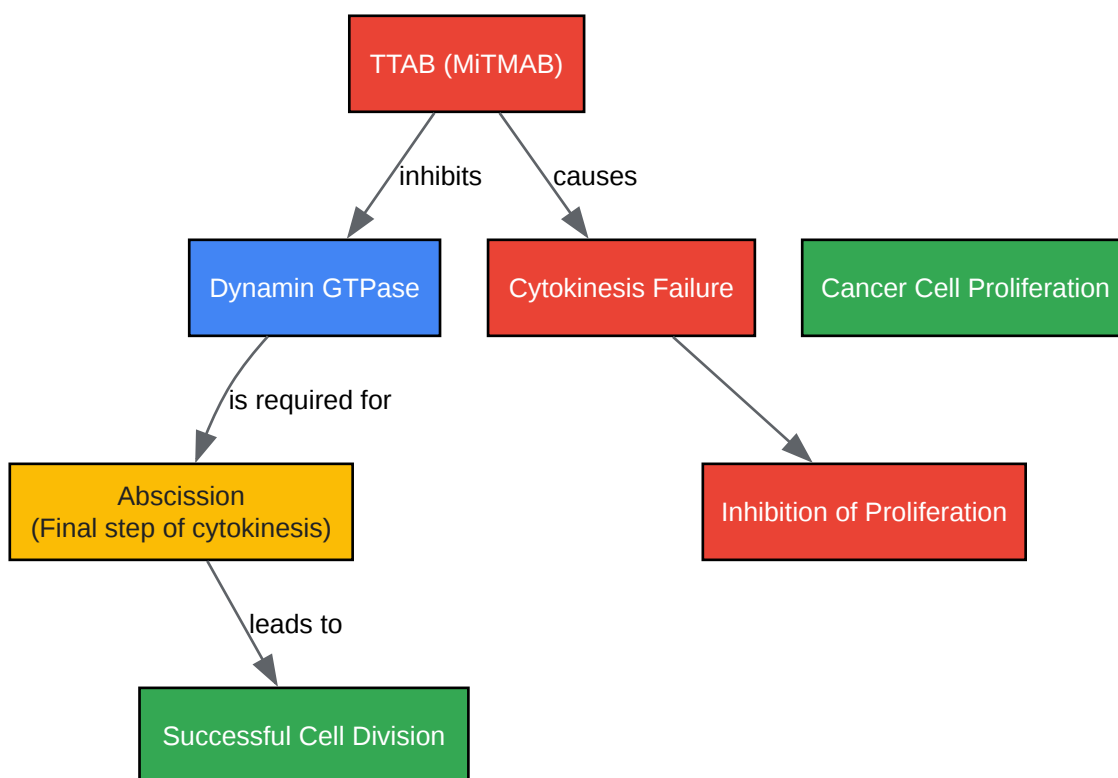 TTAB (MiTMAB)
inhibits
causes
Dynamin GTPase
Cytokinesis Failure
Cancer Cell Proliferation
is required for
Abscission
(Final step of cytokinesis)
Inhibition of Proliferation
leads to
Successful Cell Division